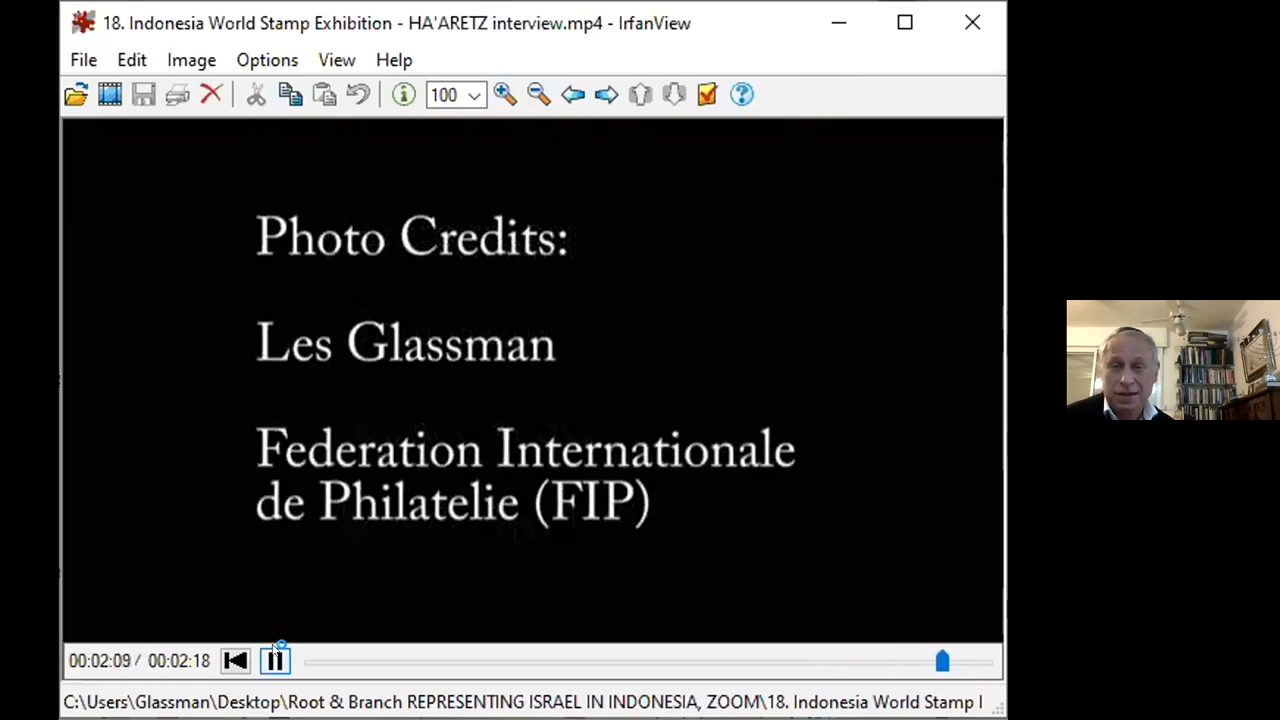 18. Indonesia World Stamp Exhibition - HA'ARETZ interview.mp4 - IrfanView
File Edit Image Options View Help
100
Photo Credits:
Les Glassman
Federation Internationale
de Philatelie (FIP)
00:02:09 / 00:02:18
C:\Users\Glassman\Desktop\Root & Branch REPRESENTING ISRAEL IN INDONESIA, ZOOM\18. Indonesia World Stamp I